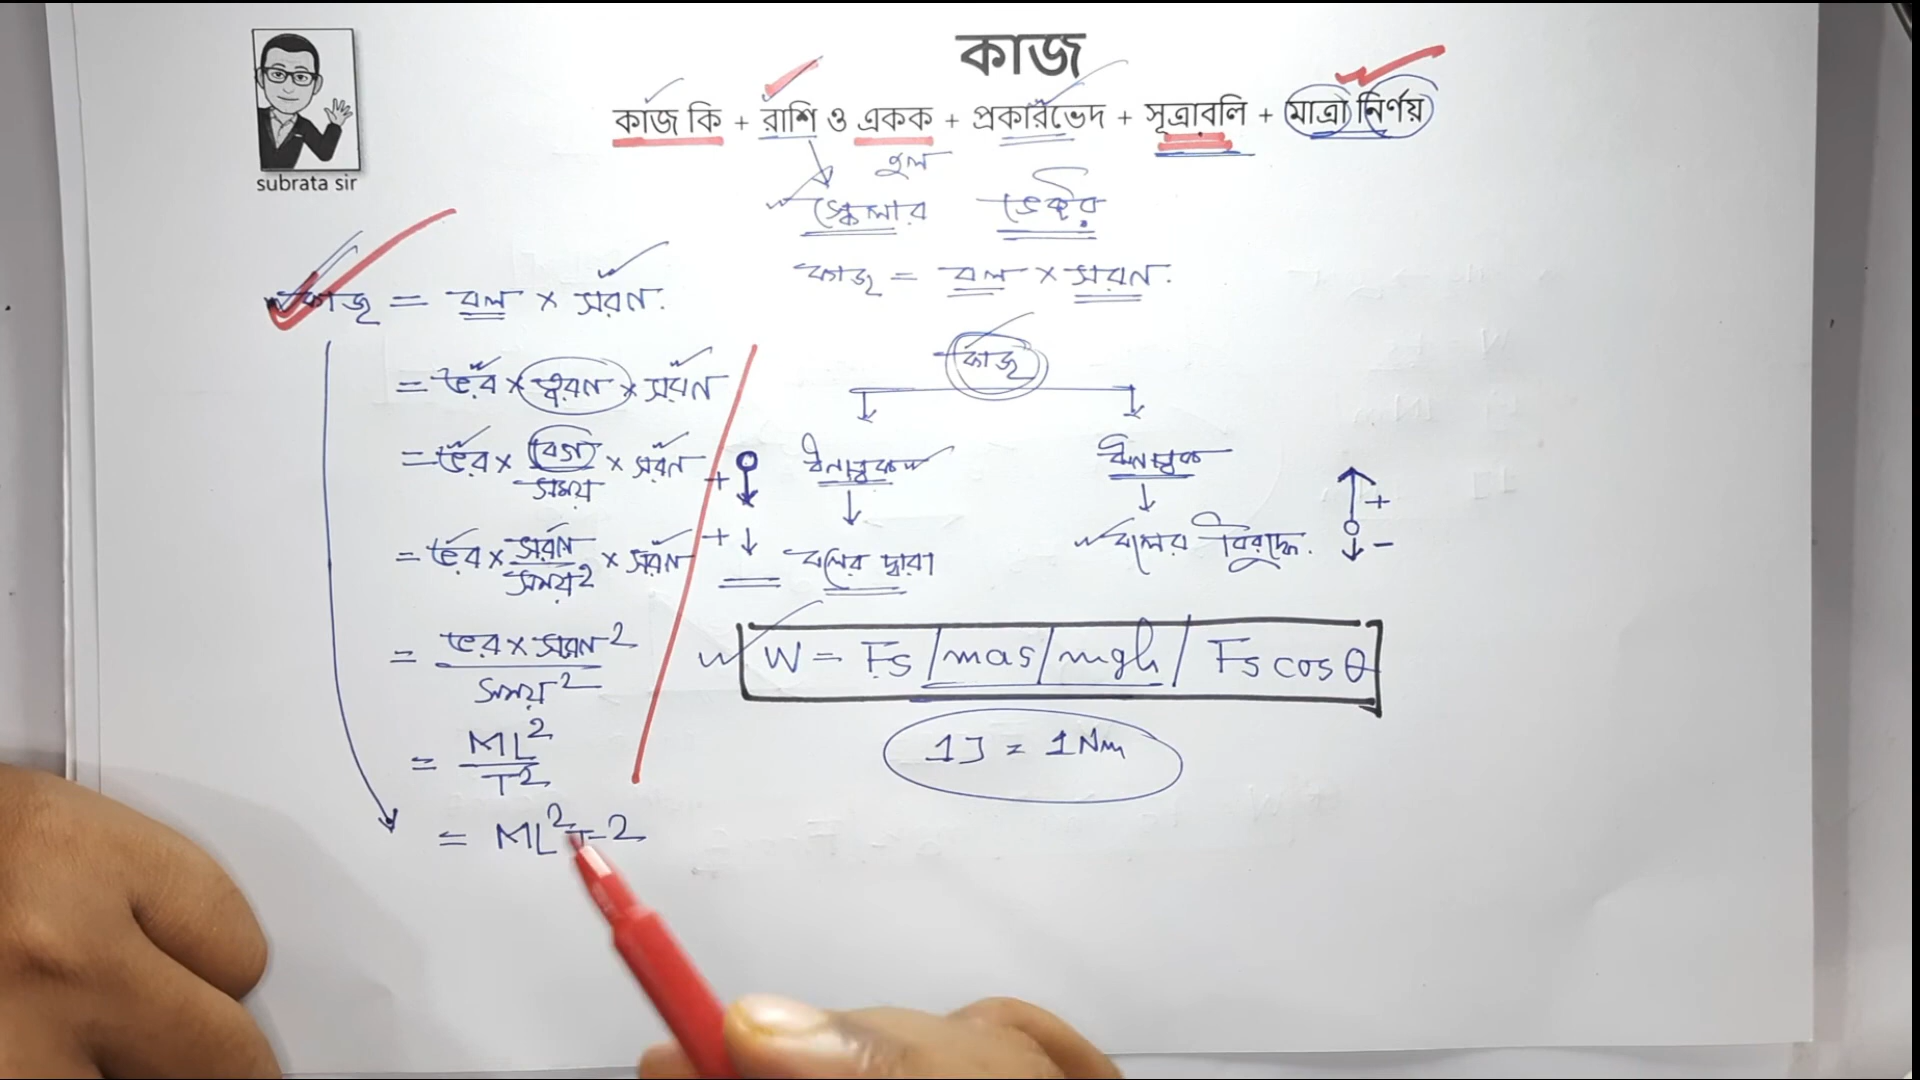 কাজ
কাজ কি + রাশি ও একক + প্রকারভেদ + সূত্রাবলি + মাত্রা নির্ণয়
subrata sir
স্কেলার ভেক্টর
কাজ = বল × সরণ.
কাজ = বল × সরণ.
= ভর × ত্বরণ × সরণ
= ভর × বেগ/সময় × সরণ
= ভর × সরণ/সময়2 × সরণ
= ভর × সরণ2/সময়2
= ML2/T2
= ML2T-2
কাজ
ধনাত্মক ঋনাত্মক
+ + +
বলের দ্বারা বলের বিরুদ্ধে. -
W = Fs / mas / mgh / Fs cos θ
1J = 1Nm